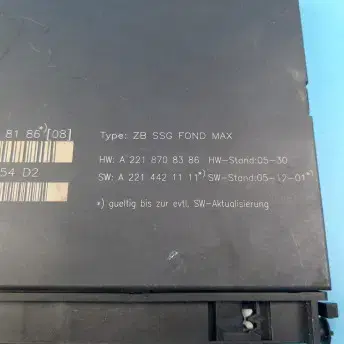 81 86*)[08]
Type: ZB SSG FOND MAX
HW: A 221 870 83 86 HW-Stand:05-30
54 D2
SW: A 221 442 11 11*) SW-Stand:05-12-01*)
*) gueltig bis zur evtl. SW-Aktualisierung